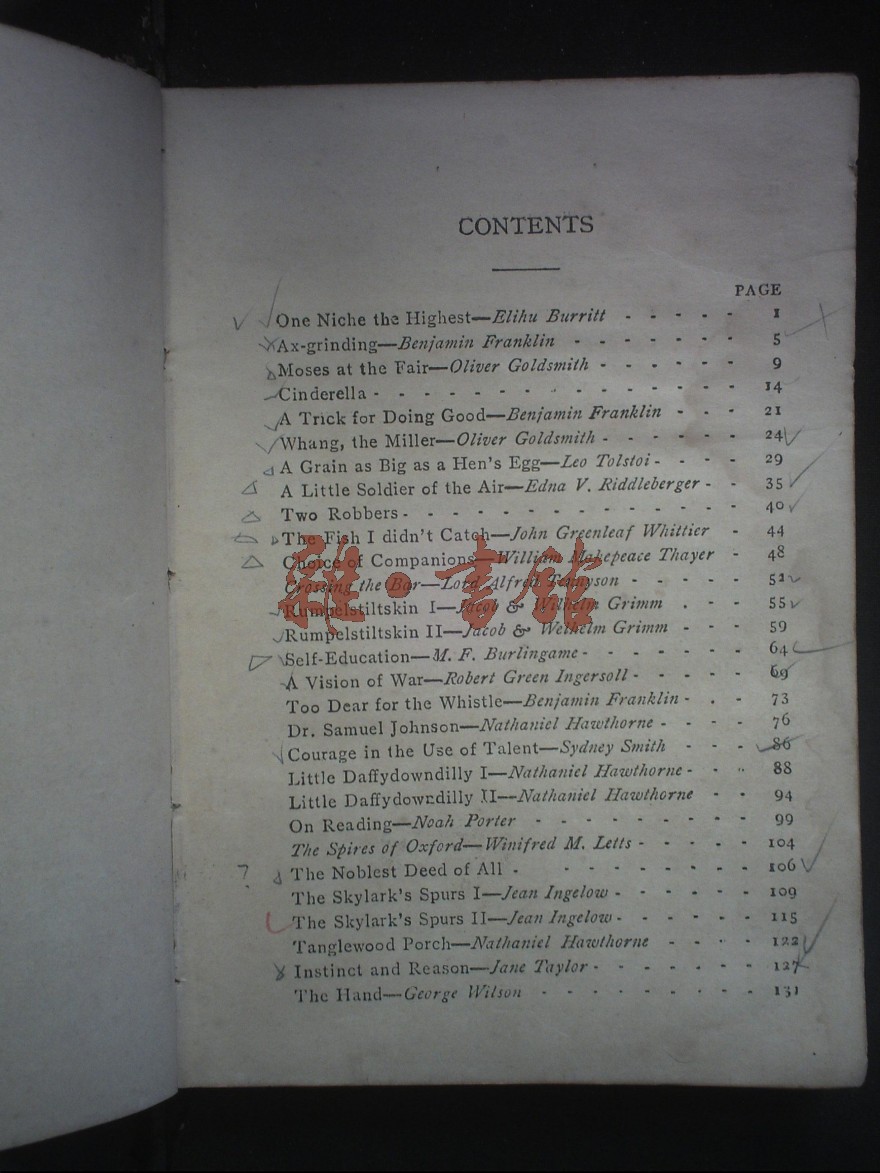 CONTENTS
PAGE
One Niche the Highest—Elihu Burritt - - - - - 1
Ax-grinding—Benjamin Franklin - - - - - - - 5
Moses at the Fair—Oliver Goldsmith - - - - - - 9
Cinderella - - - - - - - - - - - - - - 14
A Trick for Doing Good—Benjamin Franklin - - - 21
Whang, the Miller—Oliver Goldsmith - - - - - - 24
A Grain as Big as a Hen's Egg—Leo Tolstoi - - - - 29
A Little Soldier of the Air—Edna V. Riddleberger - - 35
Two Robbers - - - - - - - - - - - - - 40
The Fish I didn't Catch—John Greenleaf Whittier - 44
Choice of Companions—William Makepeace Thayer - 48
Crossing the Bar—Lord Alfred Tennyson - - - - - 52
Rumpelstiltskin I—Jacob & Wilhelm Grimm - - - 55
Rumpelstiltskin II—Jacob & Welhelm Grimm - - - 59
Self-Education—M. F. Burlingame - - - - - - - 64
A Vision of War—Robert Green Ingersoll - - - - - 69
Too Dear for the Whistle—Benjamin Franklin - - - 73
Dr. Samuel Johnson—Nathaniel Hawthorne - - - - 76
Courage in the Use of Talent—Sydney Smith - - - 86
Little Daffydowndilly I—Nathaniel Hawthorne - - - 88
Little Daffydowndilly II—Nathaniel Hawthorne - - 94
On Reading—Noah Porter - - - - - - - - - 99
The Spires of Oxford—Winifred M. Letts - - - - - 104
? The Noblest Deed of All - - - - - - - - 106
The Skylark's Spurs I—Jean Ingelow - - - - - - 109
The Skylark's Spurs II—Jean Ingelow - - - - - - 115
Tanglewood Porch—Nathaniel Hawthorne - - - - 122
Instinct and Reason—Jane Taylor - - - - - - - 127
The Hand—George Wilson - - - - - - - - - 131
雜·書館